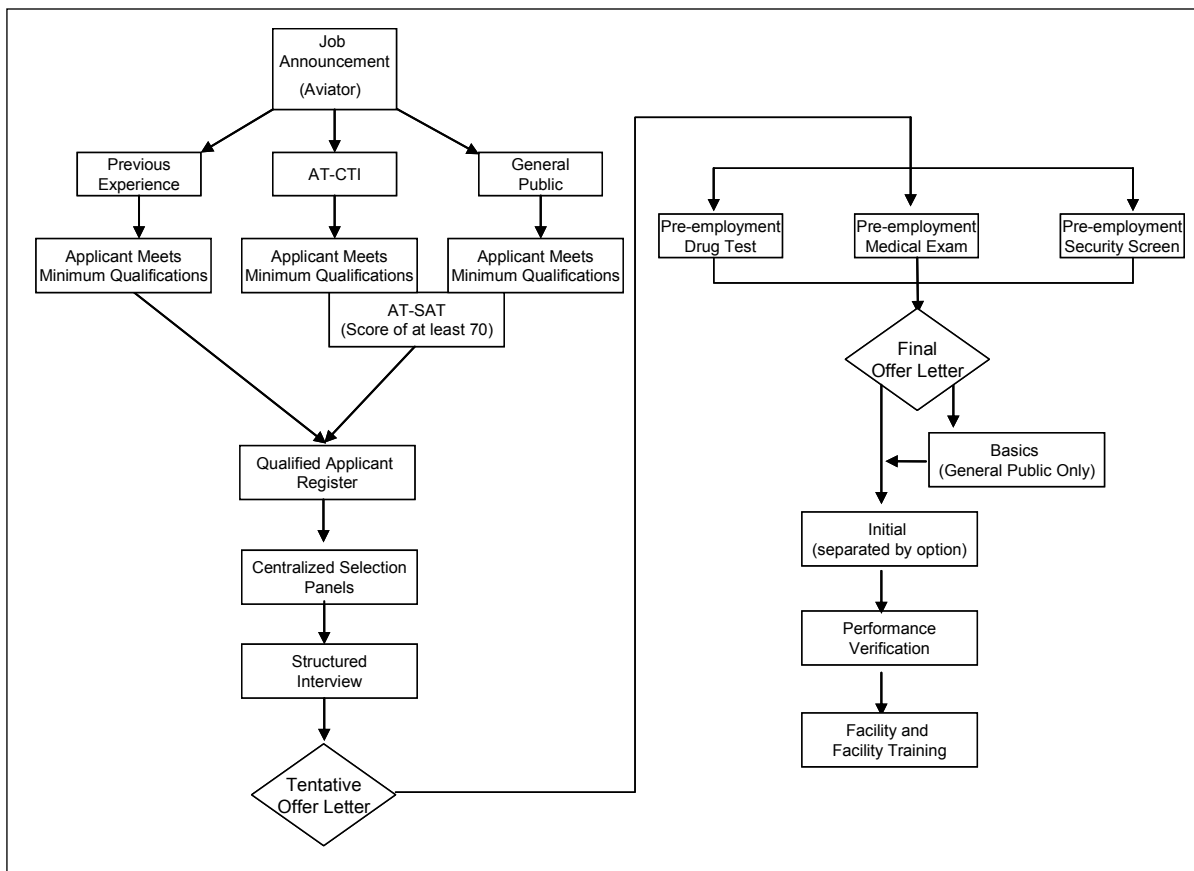 Job
Announcement
(Aviator)
Previous
Experience
AT-CTI
General
Public
Applicant Meets
Minimum Qualifications
Applicant Meets
Minimum Qualifications
Applicant Meets
Minimum Qualifications
AT-SAT
(Score of at least 70)
Qualified Applicant
Register
Centralized Selection
Panels
Structured
Interview
Tentative
Offer Letter
Pre-employment
Drug Test
Pre-employment
Medical Exam
Pre-employment
Security Screen
Final
Offer Letter
Basics
(General Public Only)
Initial
(separated by option)
Performance
Verification
Facility and
Facility Training